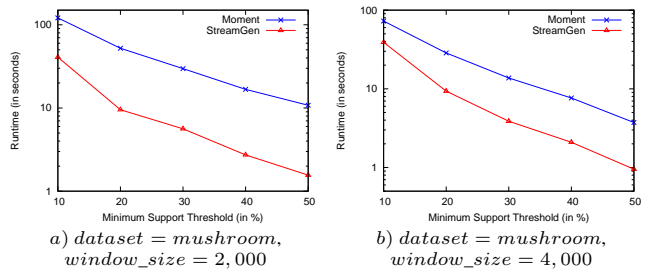 100
10
1
Runtime (in seconds)
Moment
StreamGen
10 20 30 40 50
Minimum Support Threshold (in %)
a) dataset = mushroom,
window_size = 2,000
100
10
1
Runtime (in seconds)
Moment
StreamGen
10 20 30 40 50
Minimum Support Threshold (in %)
b) dataset = mushroom,
window_size = 4,000